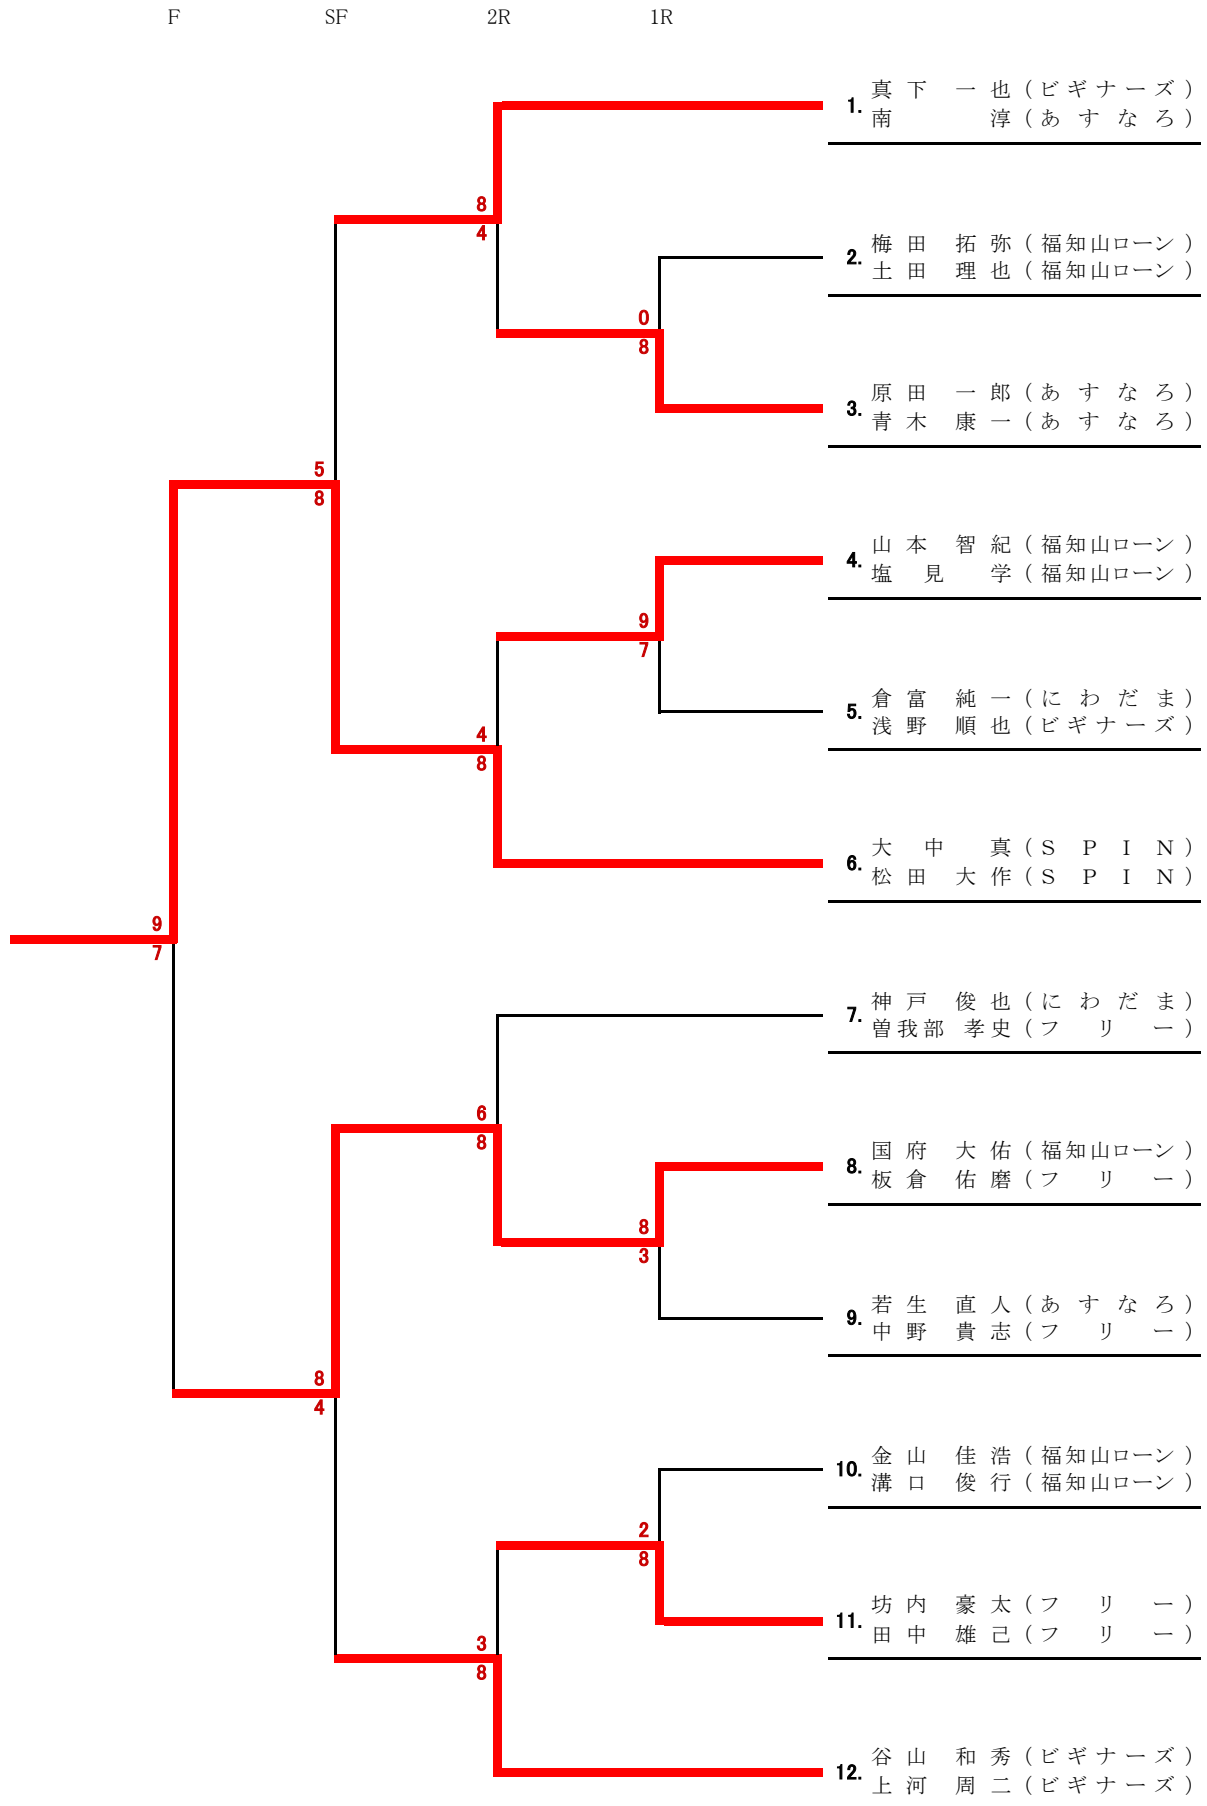 F SF 2R 1R
1. 真下 一也(ビギナーズ)
南 淳(あすなろ)
8
4
2. 梅田 拓弥(福知山ローン)
土田 理也(福知山ローン)
0
8
3. 原田 一郎(あすなろ)
青木 康一(あすなろ)
5
8
4. 山本 智紀(福知山ローン)
塩見 学(福知山ローン)
9
7
5. 倉富 純一(にわだま)
浅野 順也(ビギナーズ)
4
8
6. 大中 真(SPIN)
松田 大作(SPIN)
9
7
7. 神戸 俊也(にわだま)
曽我部 孝史(フリー)
6
8
8. 国府 大佑(福知山ローン)
板倉 佑磨(フリー)
8
3
9. 若生 直人(あすなろ)
中野 貴志(フリー)
8
4
10. 金山 佳浩(福知山ローン)
溝口 俊行(福知山ローン)
2
8
11. 坊内 豪太(フリー)
田中 雄己(フリー)
3
8
12. 谷山 和秀(ビギナーズ)
上河 周二(ビギナーズ)